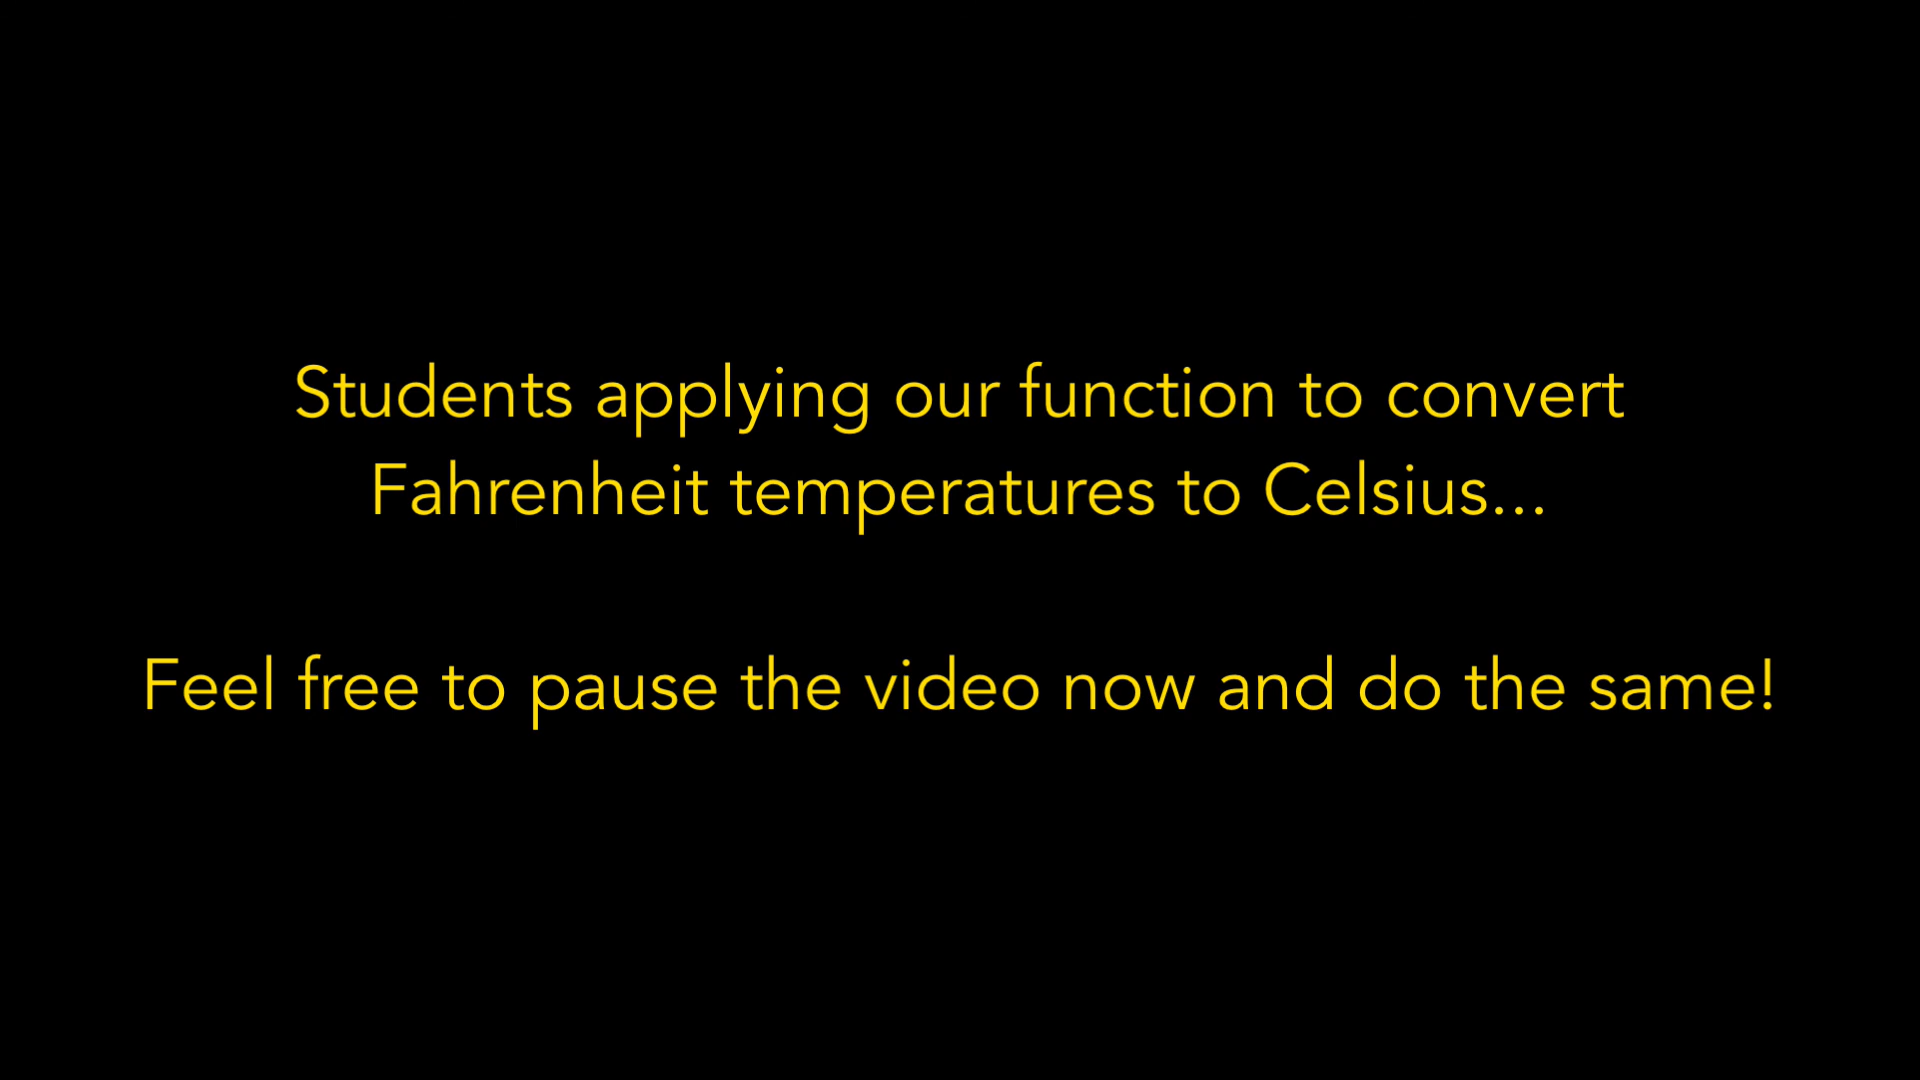 Students applying our function to convert
Fahrenheit temperatures to Celsius...
Feel free to pause the video now and do the same!